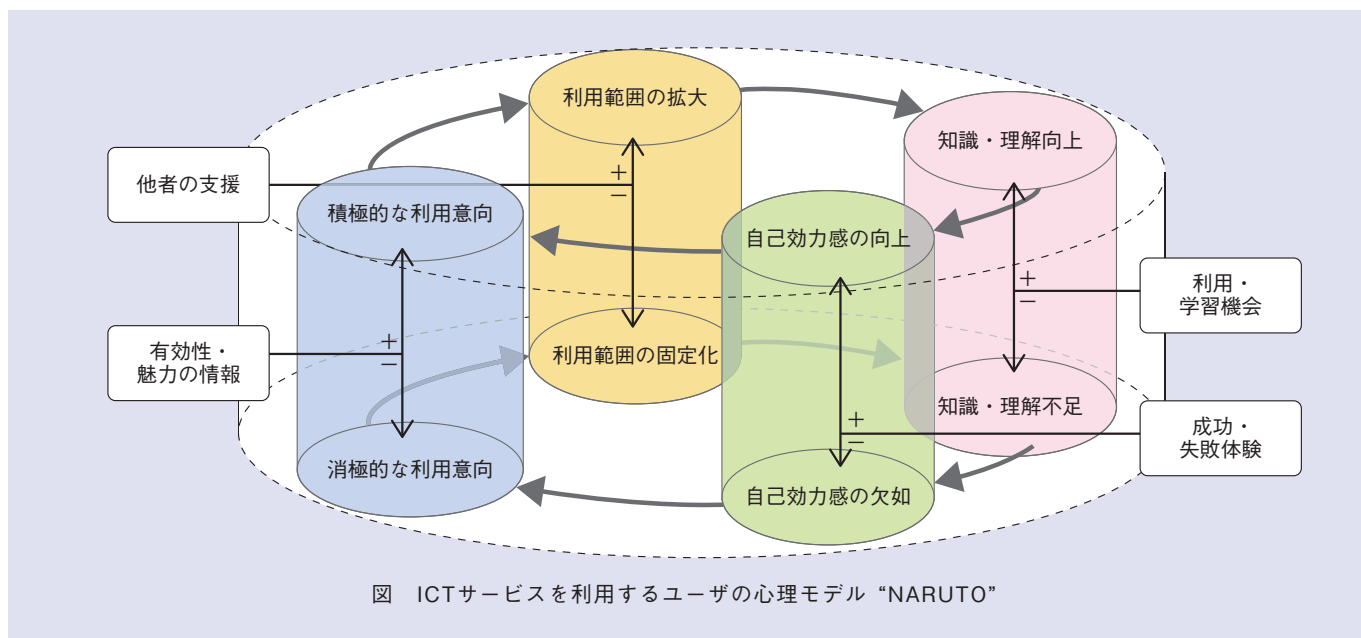 利用範囲の拡大
知識・理解向上
他者の支援
+
−
積極的な利用意向
自己効力感の向上
利用・
学習機会
+
−
有効性・
魅力の情報
+
−
利用範囲の固定化
知識・理解不足
成功・
失敗体験
+
−
消極的な利用意向
自己効力感の欠如
図 ICTサービスを利用するユーザの心理モデル “NARUTO”